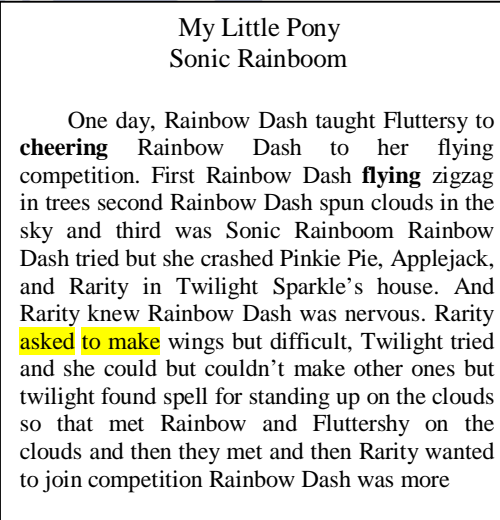 My Little Pony
Sonic Rainboom
One day, Rainbow Dash taught Fluttersy to
cheering Rainbow Dash to her flying
competition. First Rainbow Dash flying zigzag
in trees second Rainbow Dash spun clouds in the
sky and third was Sonic Rainboom Rainbow
Dash tried but she crashed Pinkie Pie, Applejack,
and Rarity in Twilight Sparkle’s house. And
Rarity knew Rainbow Dash was nervous. Rarity
asked to make wings but difficult, Twilight tried
and she could but couldn’t make other ones but
twilight found spell for standing up on the clouds
so that met Rainbow and Fluttershy on the
clouds and then they met and then Rarity wanted
to join competition Rainbow Dash was more